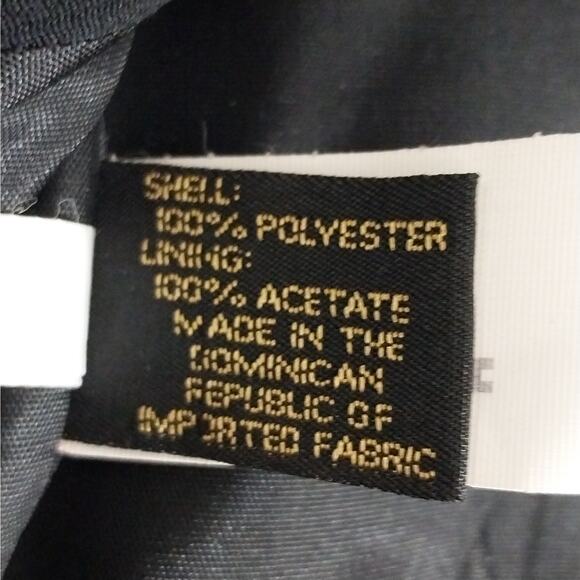 SHELL:
100% POLYESTER
LINING:
100% ACETATE
MADE IN THE
DOMINICAN
REPUBLIC OF
IMPORTED FABRIC